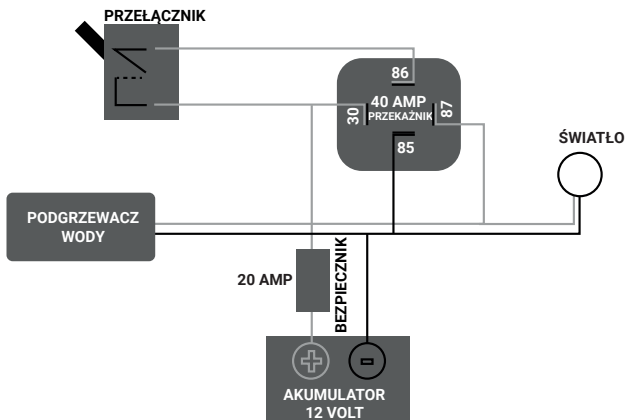 PRZEŁĄCZNIK
86
40 AMP
PRZEKAŹNIK
30
87
85
ŚWIATŁO
PODGRZEWACZ
WODY
20 AMP
BEZPIECZNIK
AKUMULATOR
12 VOLT